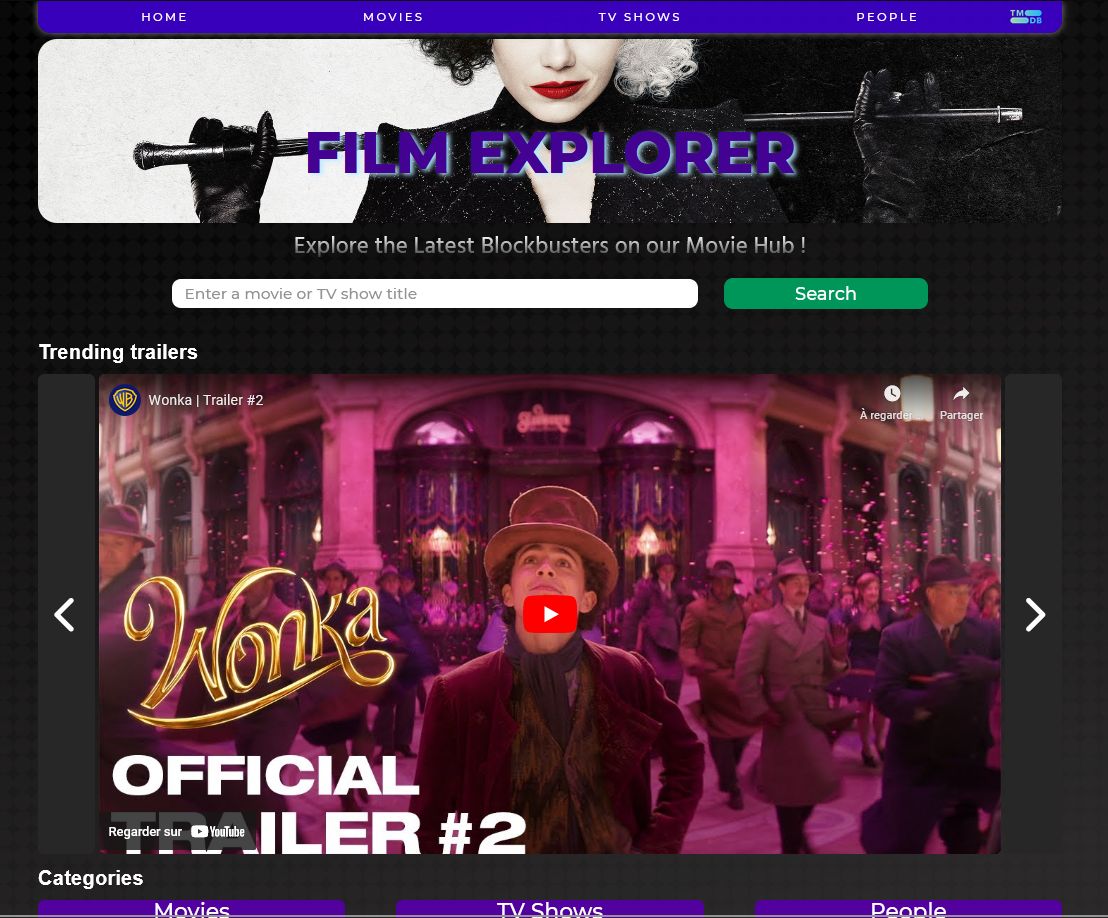 HOME MOVIES TV SHOWS PEOPLE TMDB
FILM EXPLORER
Explore the Latest Blockbusters on our Movie Hub !
Enter a movie or TV show title Search
Trending trailers
WB Wonka | Trailer #2 À regarder ... Partager
Wonka
OFFICIAL
TRAILER #2
Regarder sur YouTube
Categories
Movies TV Shows People